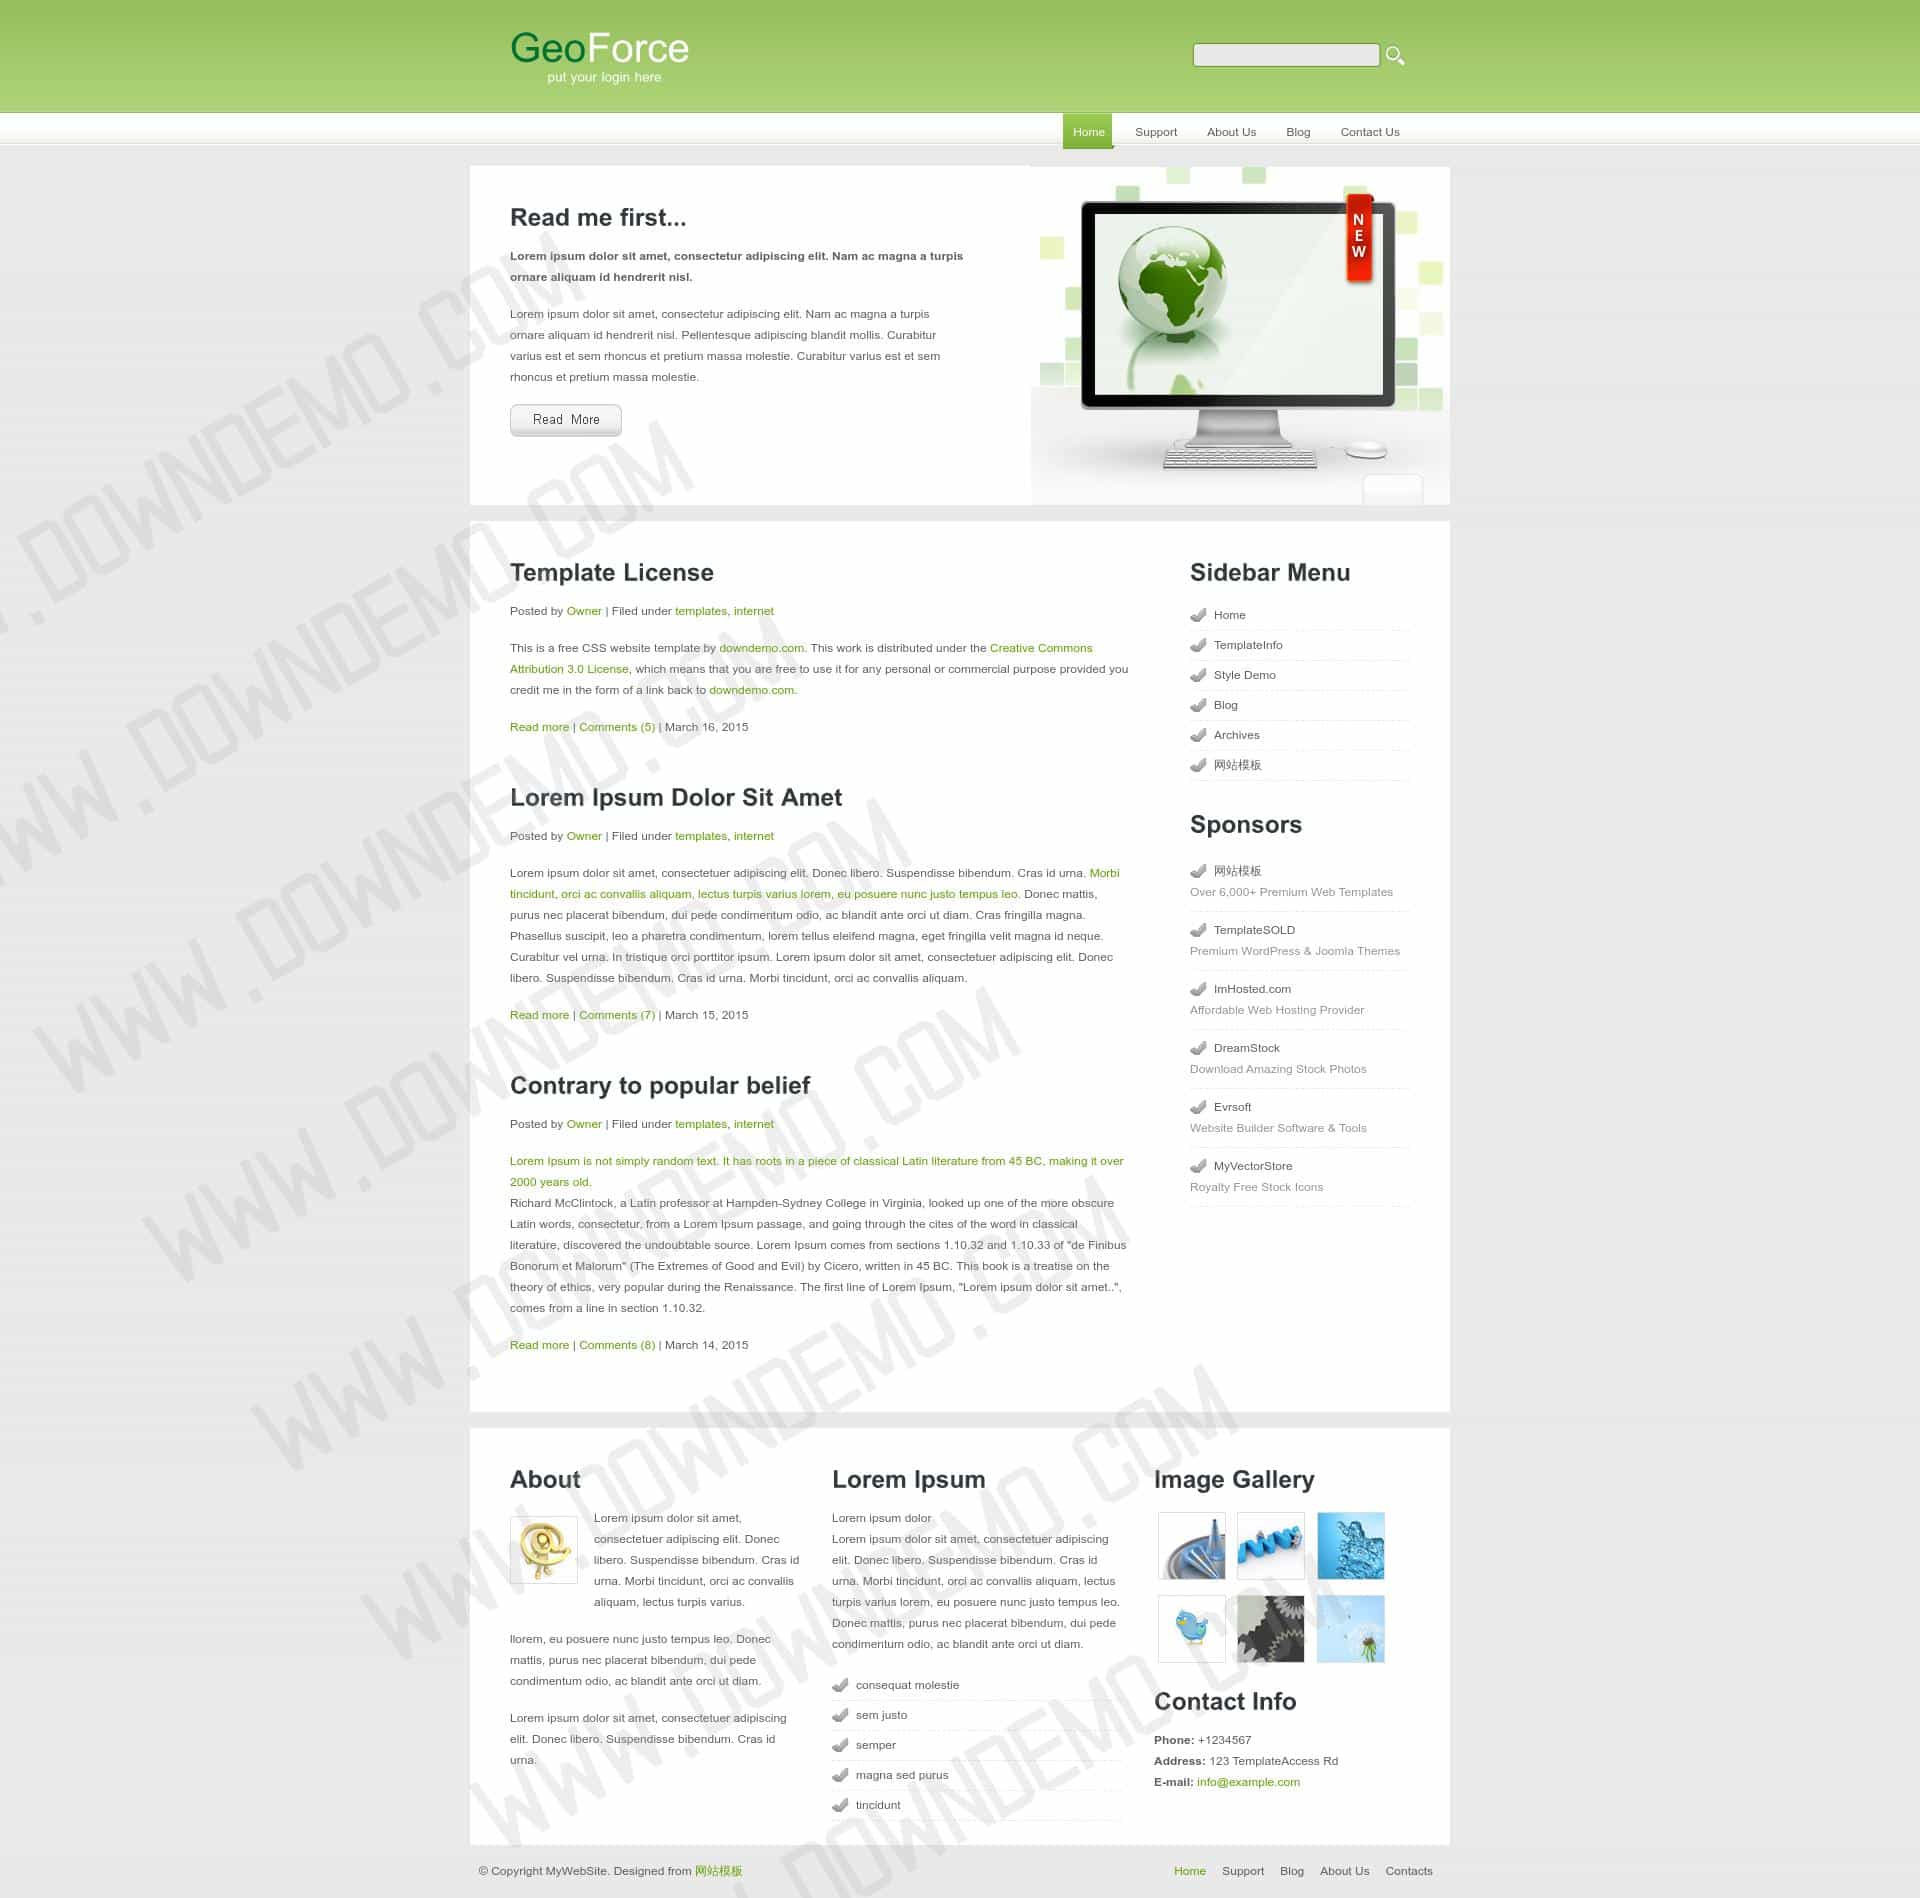 GeoForce
put your login here
Home Support About Us Blog Contact Us
Read me first...
Lorem ipsum dolor sit amet, consectetur adipiscing elit. Nam ac magna a turpis
ornare aliquam id hendrerit nisl.
Lorem ipsum dolor sit amet, consectetur adipiscing elit. Nam ac magna a turpis
ornare aliquam id hendrerit nisl. Pellentesque adipiscing blandit mollis. Curabitur
varius est et sem rhoncus et pretium massa molestie. Curabitur varius est et sem
rhoncus et pretium massa molestie.
Read More
NEW
Template License
Posted by Owner | Filed under templates, internet
This is a free CSS website template by downdemo.com. This work is distributed under the Creative Commons
Attribution 3.0 License, which means that you are free to use it for any personal or commercial purpose provided you
credit me in the form of a link back to downdemo.com.
Read more | Comments (5) | March 16, 2015
Lorem Ipsum Dolor Sit Amet
Posted by Owner | Filed under templates, internet
Lorem ipsum dolor sit amet, consectetuer adipiscing elit. Donec libero. Suspendisse bibendum. Cras id urna. Morbi
tincidunt, orci ac convallis aliquam, lectus turpis varius lorem, eu posuere nunc justo tempus leo. Donec mattis,
purus nec placerat bibendum, dui pede condimentum odio, ac blandit ante orci ut diam. Cras fringilla magna.
Phasellus suscipit, leo a pharetra condimentum, lorem tellus eleifend magna, eget fringilla velit magna id neque.
Curabitur vel urna. In tristique orci porttitor ipsum. Lorem ipsum dolor sit amet, consectetuer adipiscing elit. Donec
libero. Suspendisse bibendum. Cras id urna. Morbi tincidunt, orci ac convallis aliquam.
Read more | Comments (7) | March 15, 2015
Contrary to popular belief
Posted by Owner | Filed under templates, internet
Lorem Ipsum is not simply random text. It has roots in a piece of classical Latin literature from 45 BC, making it over
2000 years old.
Richard McClintock, a Latin professor at Hampden-Sydney College in Virginia, looked up one of the more obscure
Latin words, consectetur, from a Lorem Ipsum passage, and going through the cites of the word in classical
literature, discovered the undoubtable source. Lorem Ipsum comes from sections 1.10.32 and 1.10.33 of "de Finibus
Bonorum et Malorum" (The Extremes of Good and Evil) by Cicero, written in 45 BC. This book is a treatise on the
theory of ethics, very popular during the Renaissance. The first line of Lorem Ipsum, "Lorem ipsum dolor sit amet..",
comes from a line in section 1.10.32.
Read more | Comments (8) | March 14, 2015
Sidebar Menu
Home
TemplateInfo
Style Demo
Blog
Archives
网站模板
Sponsors
网站模板
Over 6,000+ Premium Web Templates
TemplateSOLD
Premium WordPress & Joomla Themes
ImHosted.com
Affordable Web Hosting Provider
DreamStock
Download Amazing Stock Photos
Evrsoft
Website Builder Software & Tools
MyVectorStore
Royalty Free Stock Icons
About
Lorem ipsum dolor sit amet,
consectetuer adipiscing elit. Donec
libero. Suspendisse bibendum. Cras id
urna. Morbi tincidunt, orci ac convallis
aliquam, lectus turpis varius.
llorem, eu posuere nunc justo tempus leo. Donec
mattis, purus nec placerat bibendum, dui pede
condimentum odio, ac blandit ante orci ut diam.
Lorem ipsum dolor sit amet, consectetuer adipiscing
elit. Donec libero. Suspendisse bibendum. Cras id
urna.
Lorem Ipsum
Lorem ipsum dolor
Lorem ipsum dolor sit amet, consectetuer adipiscing
elit. Donec libero. Suspendisse bibendum. Cras id
urna. Morbi tincidunt, orci ac convallis aliquam, lectus
turpis varius lorem, eu posuere nunc justo tempus leo.
Donec mattis, purus nec placerat bibendum, dui pede
condimentum odio, ac blandit ante orci ut diam.
consequat molestie
sem justo
semper
magna sed purus
tincidunt
Image Gallery
Contact Info
Phone: +1234567
Address: 123 TemplateAccess Rd
E-mail: info@example.com
© Copyright MyWebSite. Designed from 网站模板
Home Support Blog About Us Contacts
WWW.DOWNDEMO.COM
WWW.DOWNDEMO.COM
WWW.DOWNDEMO.COM
WWW.DOWNDEMO.COM
WWW.DOWNDEMO.COM
WWW.DOWNDEMO.COM
WWW.DOWNDEMO.COM
WWW.DOWNDEMO.COM